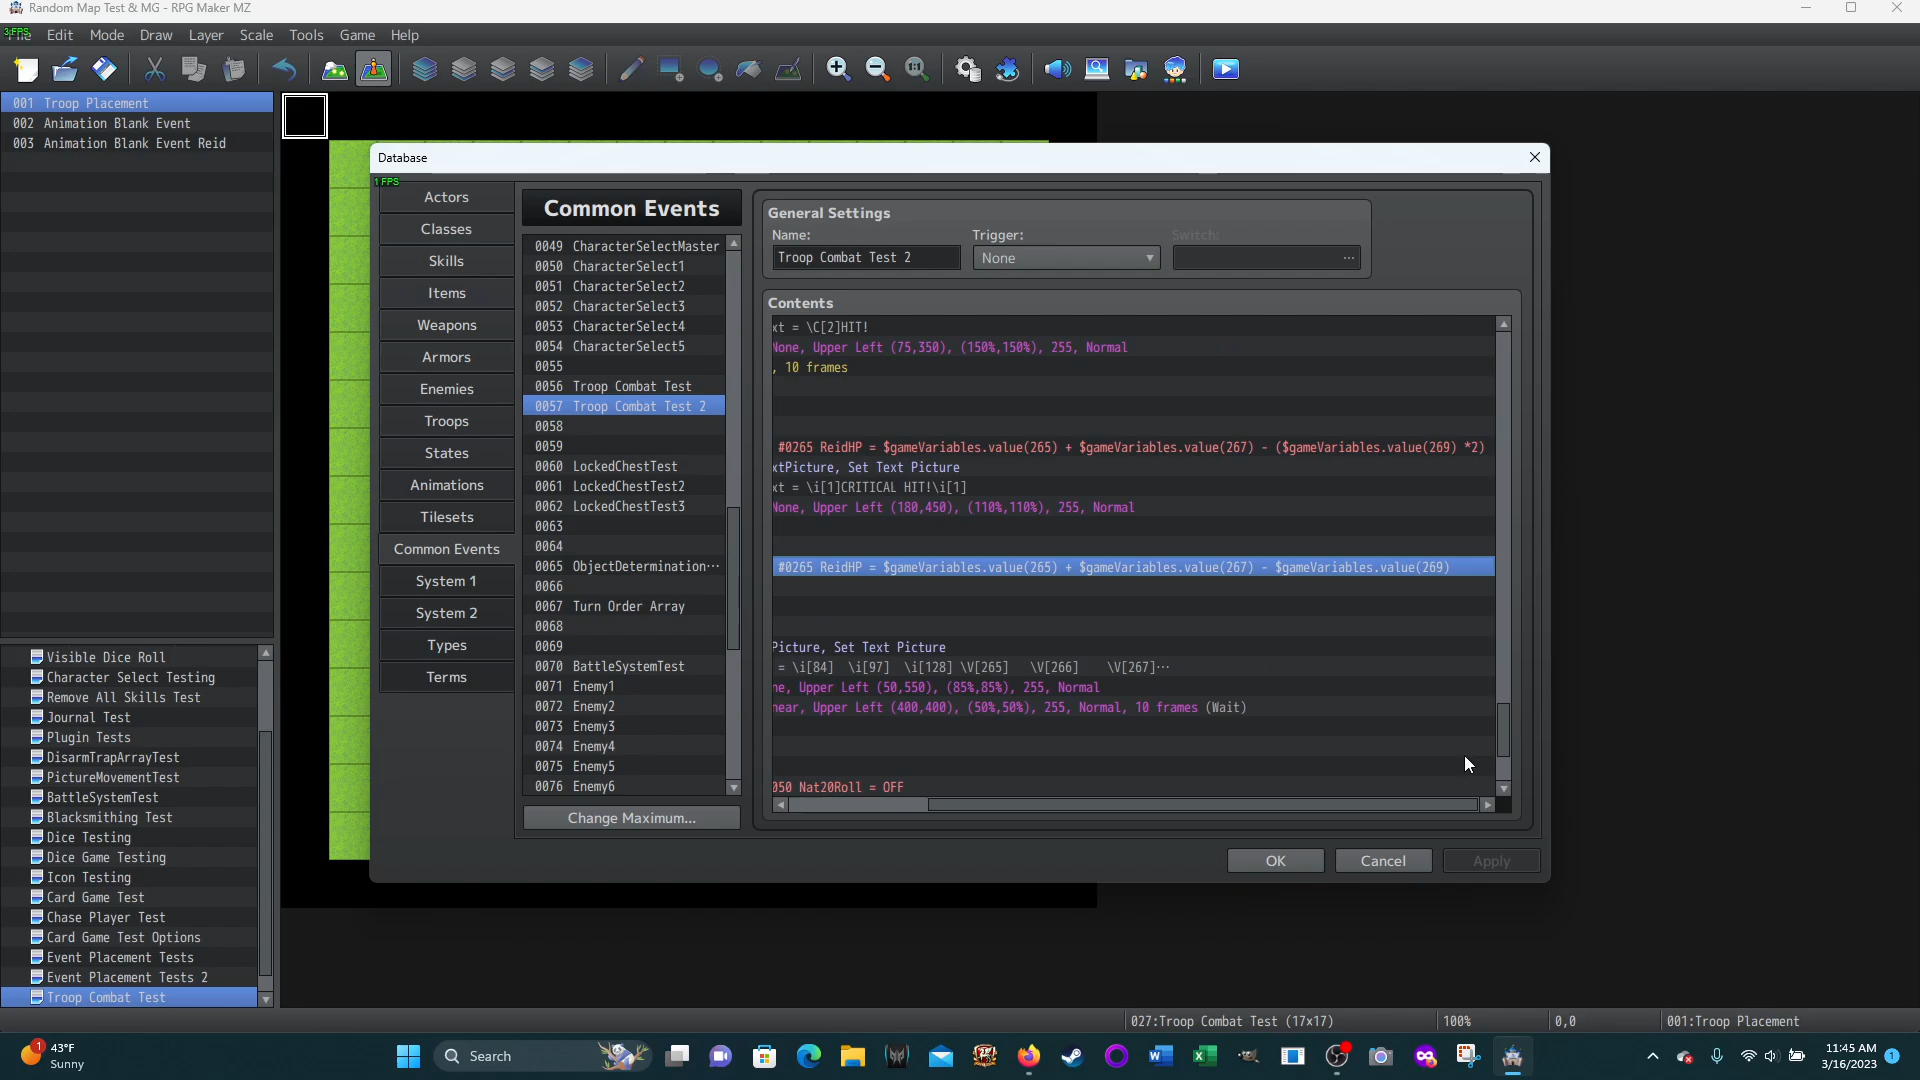 Random Map Test & MG - RPG Maker MZ
3 FPS
File Edit Mode Draw Layer Scale Tools Game Help
1:1
001 Troop Placement
002 Animation Blank Event
003 Animation Blank Event Reid
Visible Dice Roll
Character Select Testing
Remove All Skills Test
Journal Test
Plugin Tests
DisarmTrapArrayTest
PictureMovementTest
BattleSystemTest
Blacksmithing Test
Dice Testing
Dice Game Testing
Icon Testing
Card Game Test
Chase Player Test
Card Game Test Options
Event Placement Tests
Event Placement Tests 2
Troop Combat Test
Database
1 FPS
Actors
Classes
Skills
Items
Weapons
Armors
Enemies
Troops
States
Animations
Tilesets
Common Events
System 1
System 2
Types
Terms
Common Events
0049 CharacterSelectMaster
0050 CharacterSelect1
0051 CharacterSelect2
0052 CharacterSelect3
0053 CharacterSelect4
0054 CharacterSelect5
0055
0056 Troop Combat Test
0057 Troop Combat Test 2
0058
0059
0060 LockedChestTest
0061 LockedChestTest2
0062 LockedChestTest3
0063
0064
0065 ObjectDetermination...
0066
0067 Turn Order Array
0068
0069
0070 BattleSystemTest
0071 Enemy1
0072 Enemy2
0073 Enemy3
0074 Enemy4
0075 Enemy5
0076 Enemy6
Change Maximum...
General Settings
Name: Trigger: Switch:
Troop Combat Test 2 None ...
Contents
xt = \C[2]HIT!
None, Upper Left (75,350), (150%,150%), 255, Normal
, 10 frames
#0265 ReidHP = $gameVariables.value(265) + $gameVariables.value(267) - ($gameVariables.value(269) *2)
xtPicture, Set Text Picture
xt = \i[1]CRITICAL HIT!\i[1]
None, Upper Left (180,450), (110%,110%), 255, Normal
#0265 ReidHP = $gameVariables.value(265) + $gameVariables.value(267) - $gameVariables.value(269)
Picture, Set Text Picture
= \i[84] \i[97] \i[128] \V[265] \V[266] \V[267]...
ne, Upper Left (50,550), (85%,85%), 255, Normal
near, Upper Left (400,400), (50%,50%), 255, Normal, 10 frames (Wait)
050 Nat20Roll = OFF
OK Cancel Apply
027:Troop Combat Test (17x17) 100% 0,0 001:Troop Placement
1 43°F
Sunny
Search
11:45 AM
3/16/2023
1